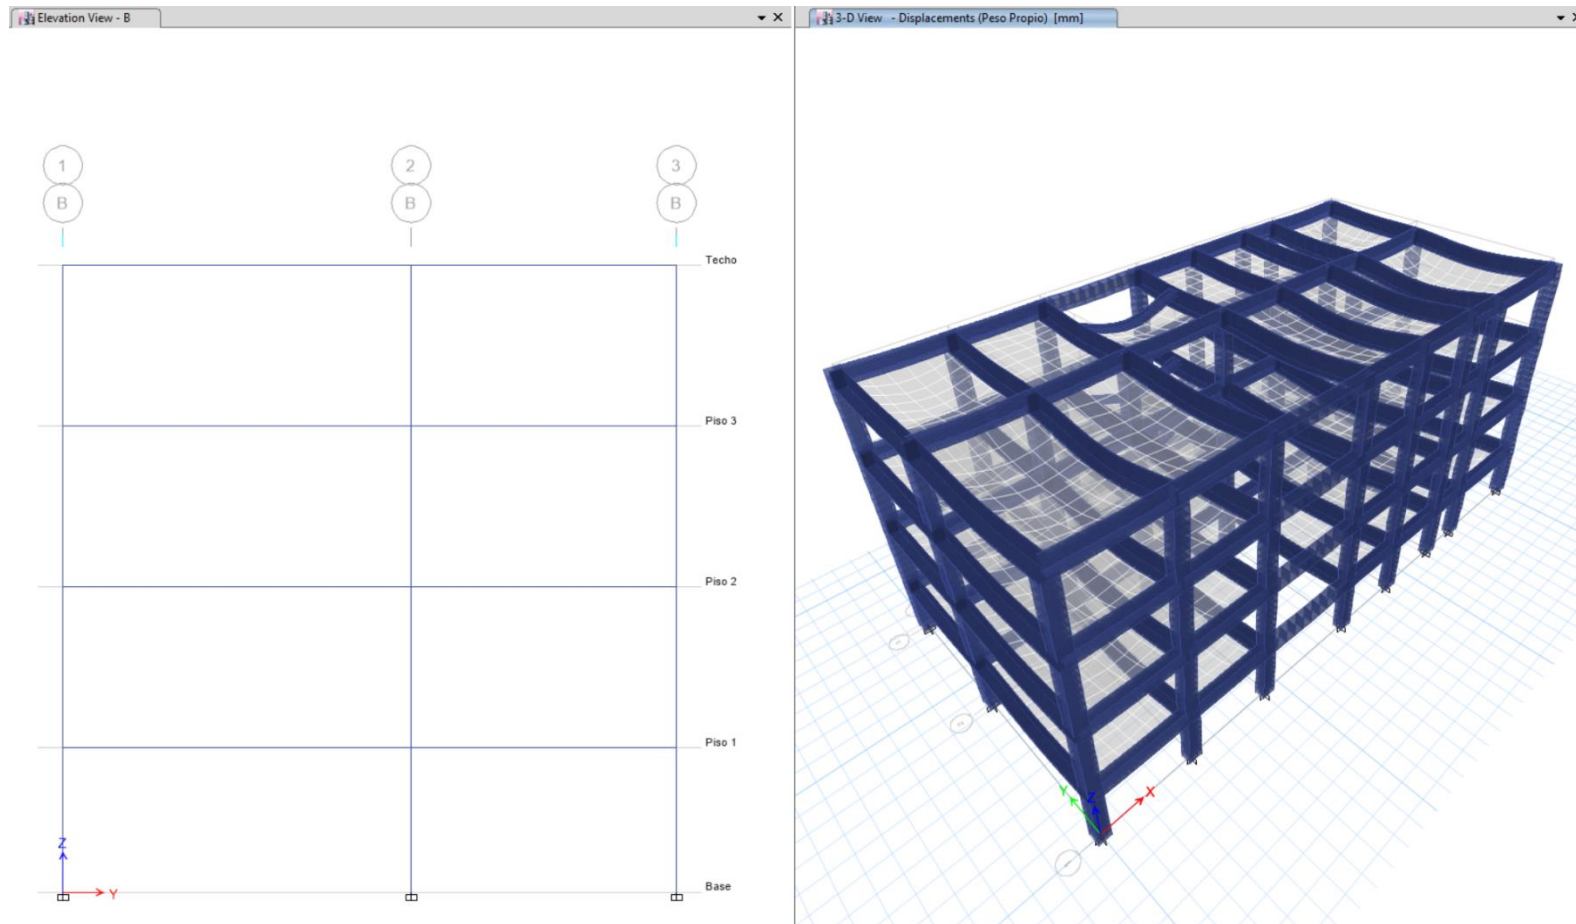 Elevation View - B
3-D View - Displacements (Peso Propio) [mm]
1
2
3
B
B
B
Techo
Piso 3
Piso 2
Piso 1
Z
Y
Base
Y
Z
X